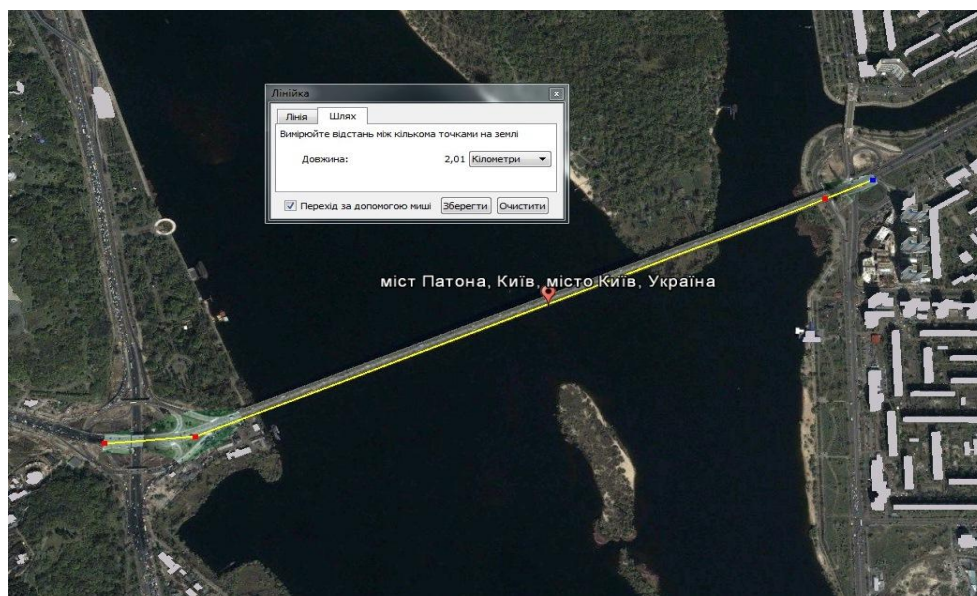 Лінійка
Лінія
Шлях
Вимірюйте відстань між кількома точками на землі
Довжина:
2,01
Кілометри
Перехід за допомогою миші
Зберегти
Очистити
міст Патона, Київ, місто Київ, Україна